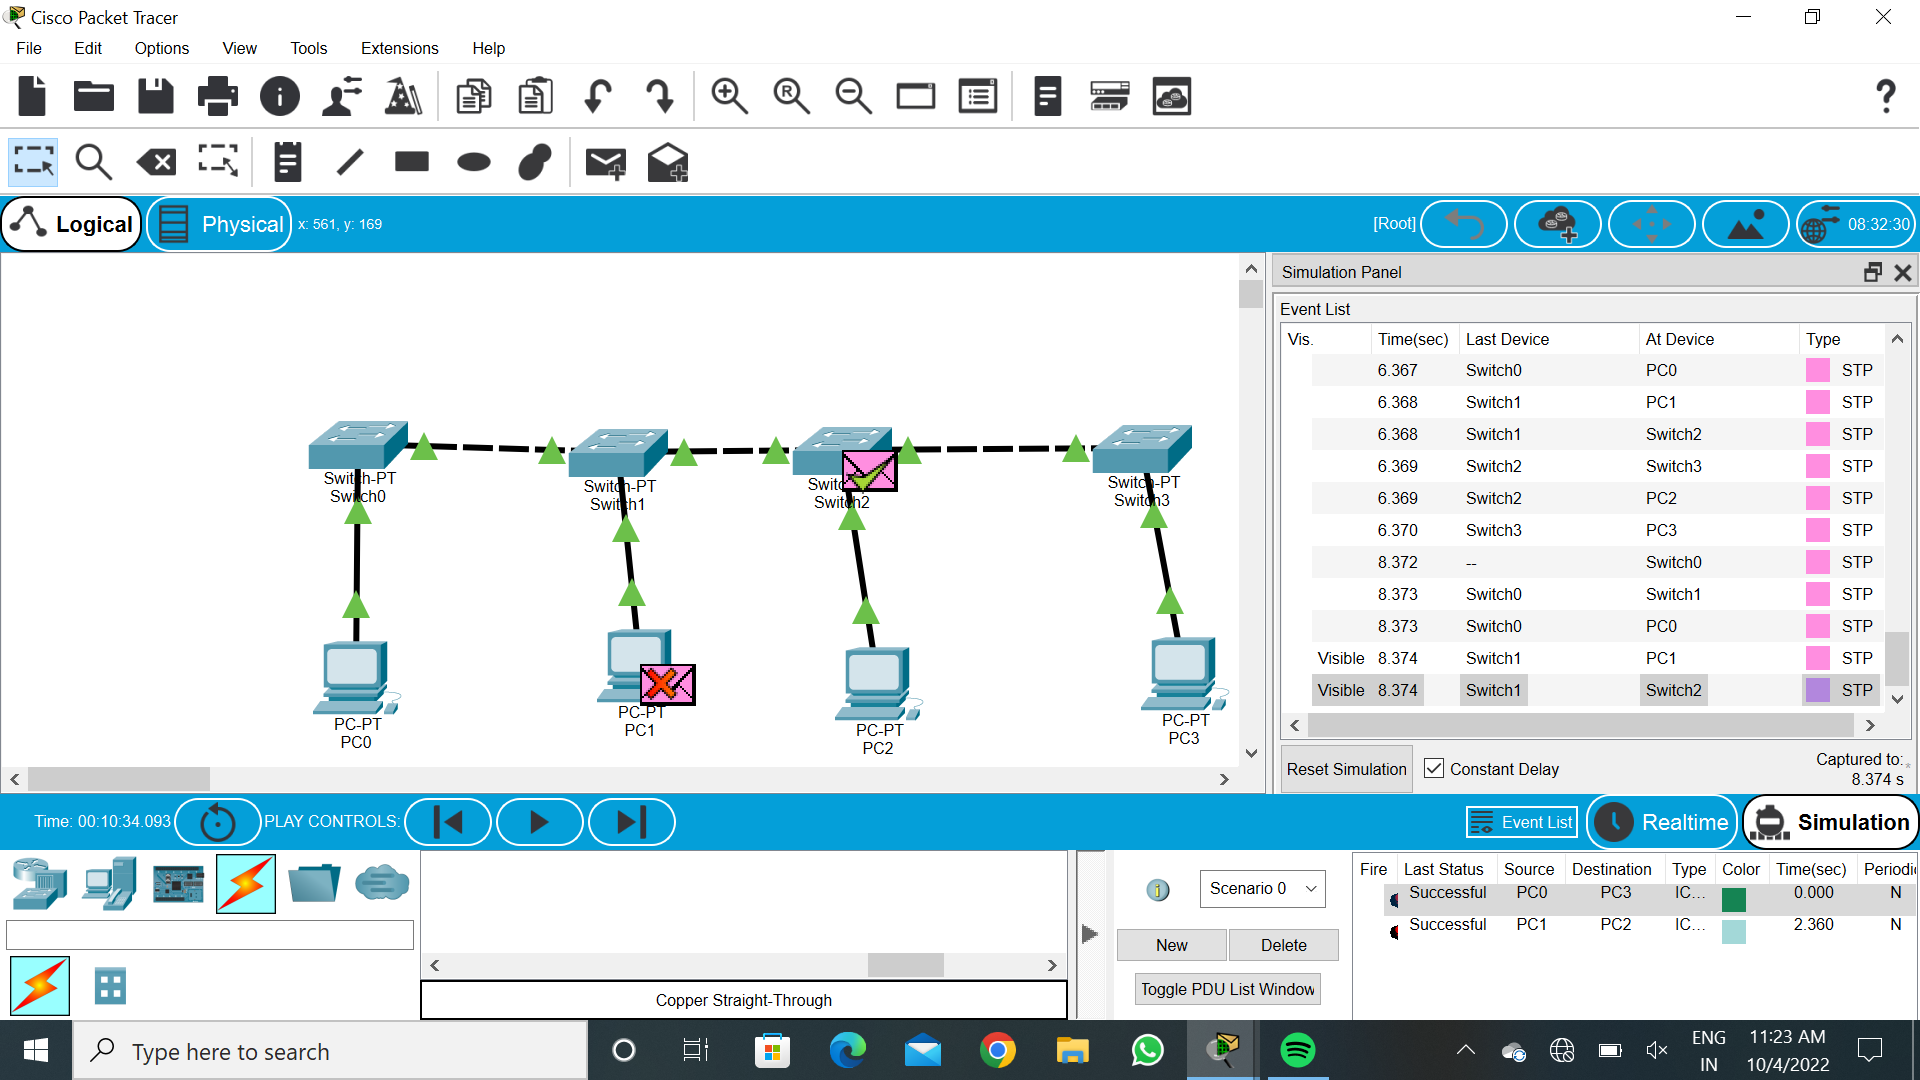 Cisco Packet Tracer
File Edit Options View Tools Extensions Help
R
?
Logical Physical x: 561, y: 169 [Root] 08:32:30
Simulation Panel
Event List
Vis. Time(sec) Last Device At Device Type
6.367 Switch0 PC0 STP
6.368 Switch1 PC1 STP
6.368 Switch1 Switch2 STP
6.369 Switch2 Switch3 STP
6.369 Switch2 PC2 STP
6.370 Switch3 PC3 STP
8.372 -- Switch0 STP
8.373 Switch0 Switch1 STP
8.373 Switch0 PC0 STP
Visible 8.374 Switch1 PC1 STP
Visible 8.374 Switch1 Switch2 STP
Reset Simulation Constant Delay Captured to:*
8.374 s
Switch-PT
Switch0
Switch-PT
Switch1
Switch2
Switch-PT
Switch3
PC-PT
PC0
PC-PT
PC1
PC-PT
PC2
PC-PT
PC3
Time: 00:10:34.093 PLAY CONTROLS: Event List Realtime Simulation
Scenario 0
New Delete
Toggle PDU List Window
Fire Last Status Source Destination Type Color Time(sec) Periodic
Successful PC0 PC3 IC... 0.000 N
Successful PC1 PC2 IC... 2.360 N
Copper Straight-Through
Type here to search
ENG
IN
11:23 AM
10/4/2022